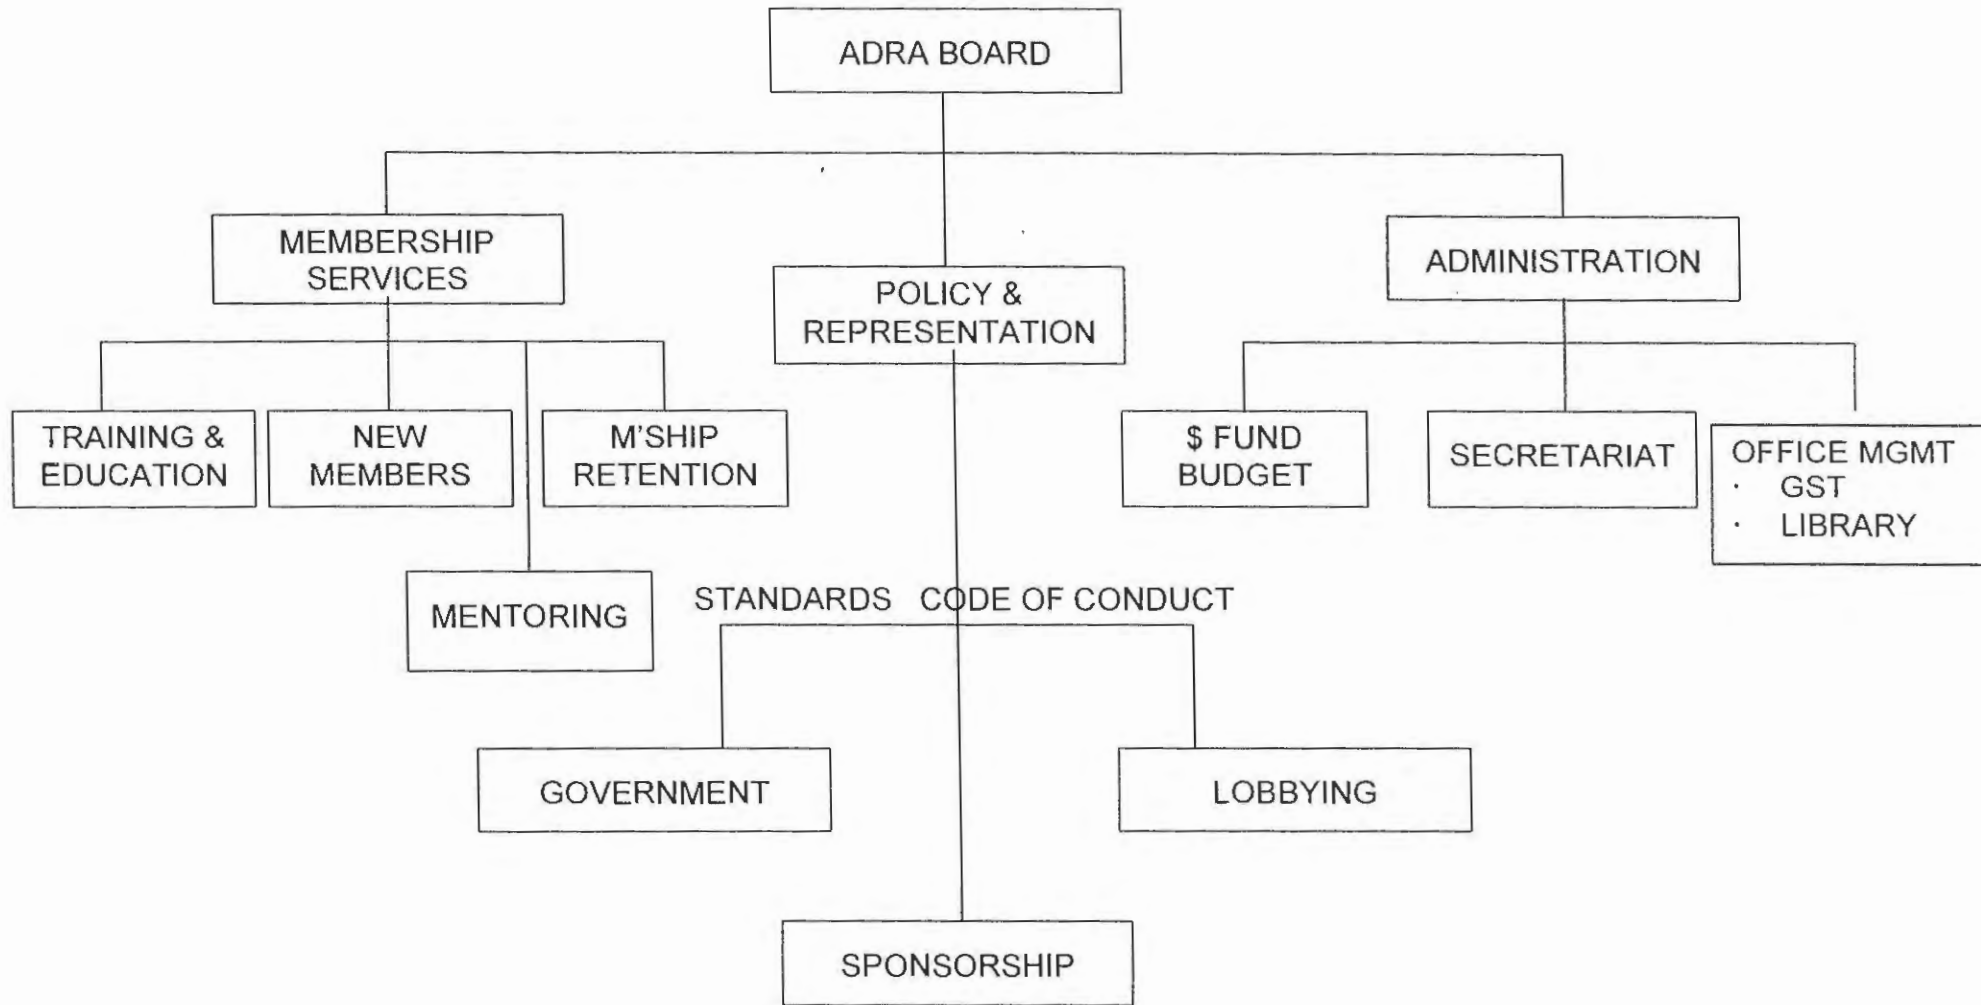 ADRA BOARD
MEMBERSHIP
SERVICES
POLICY &
REPRESENTATION
ADMINISTRATION
TRAINING &
EDUCATION
NEW
MEMBERS
M'SHIP
RETENTION
$ FUND
BUDGET
SECRETARIAT
OFFICE MGMT
· GST
· LIBRARY
MENTORING
STANDARDS CODE OF CONDUCT
GOVERNMENT
LOBBYING
SPONSORSHIP